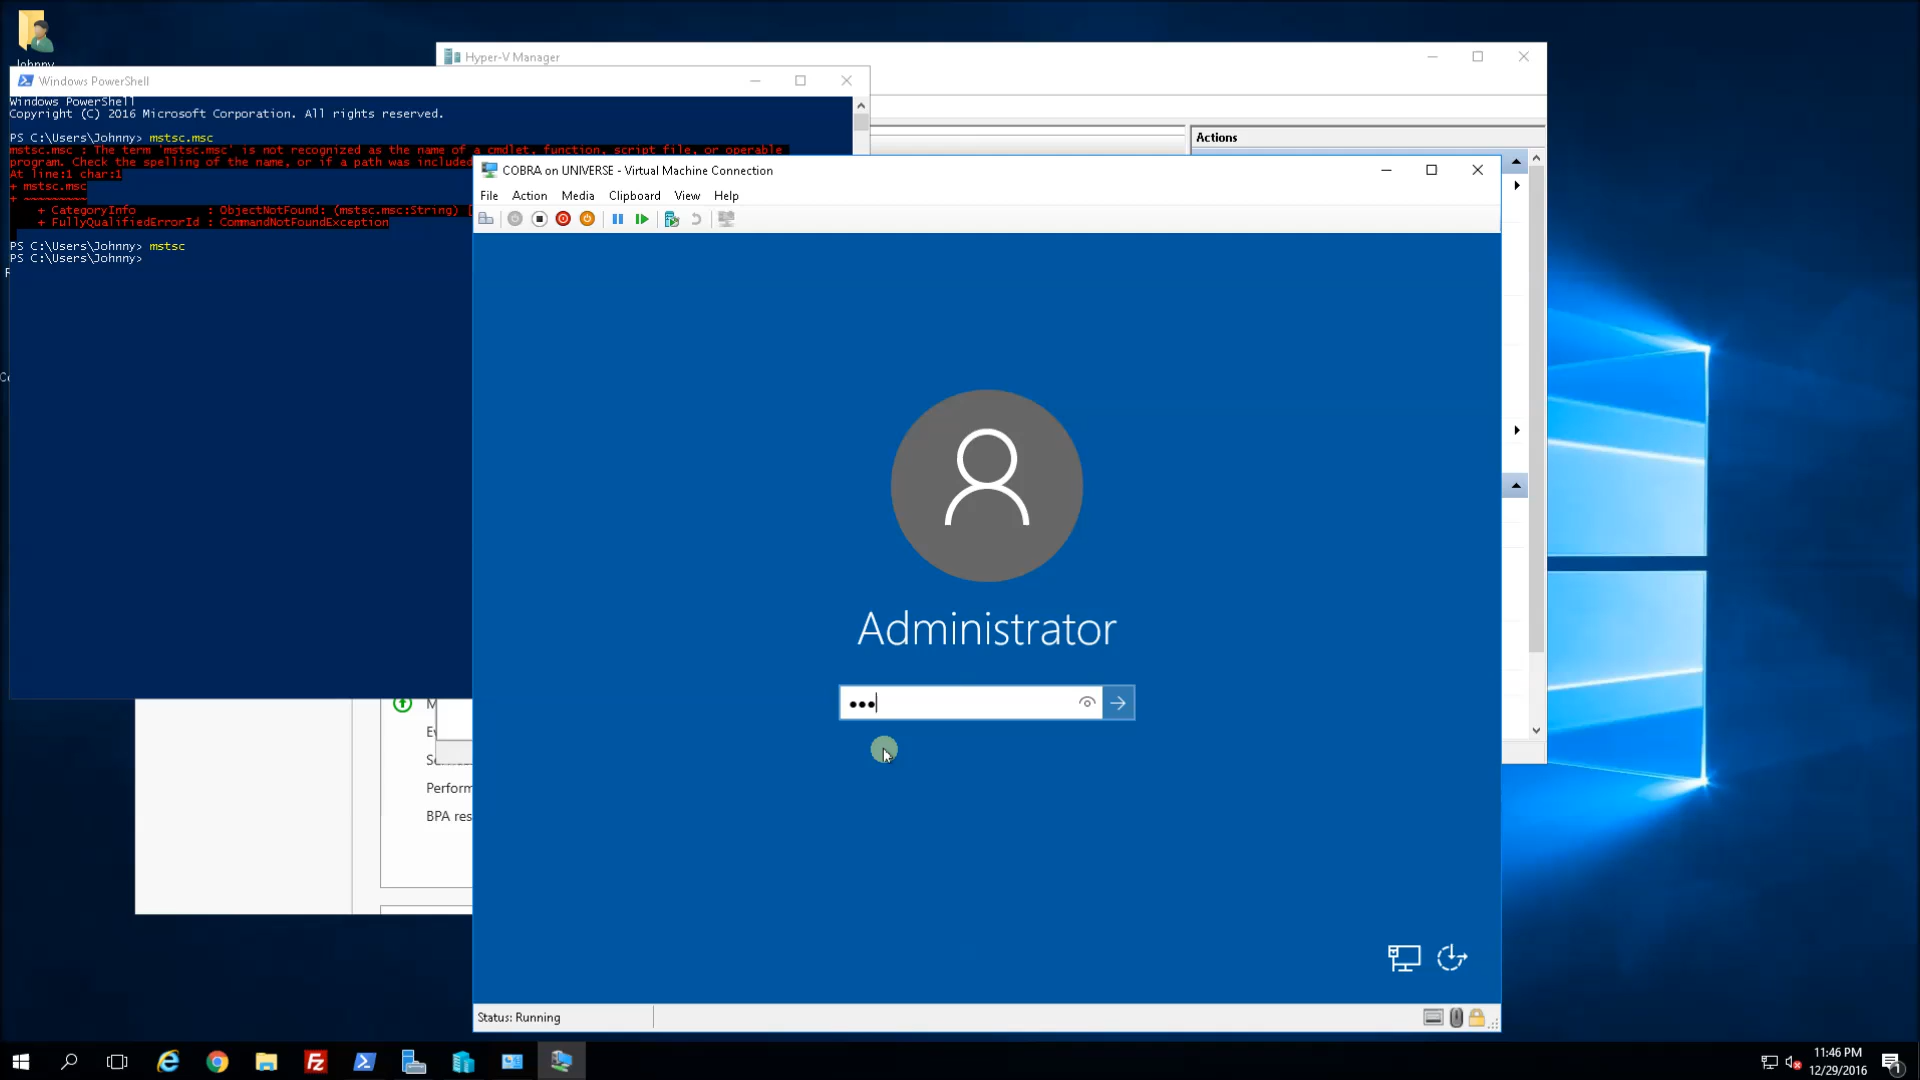 Johnny
Hyper-V Manager
Windows PowerShell
Windows PowerShell
Copyright (C) 2016 Microsoft Corporation. All rights reserved.
PS C:\Users\Johnny> mstsc.msc
mstsc.msc : The term 'mstsc.msc' is not recognized as the name of a cmdlet, function, script file, or operable
program. Check the spelling of the name, or if a path was included
At line:1 char:1
+ mstsc.msc
+ ~~~~~~~~~
+ CategoryInfo : ObjectNotFound: (mstsc.msc:String) [
+ FullyQualifiedErrorId : CommandNotFoundException
PS C:\Users\Johnny> mstsc
PS C:\Users\Johnny>
Actions
COBRA on UNIVERSE - Virtual Machine Connection
File Action Media Clipboard View Help
Administrator
Perform
BPA res
Status: Running
11:46 PM
12/29/2016
1